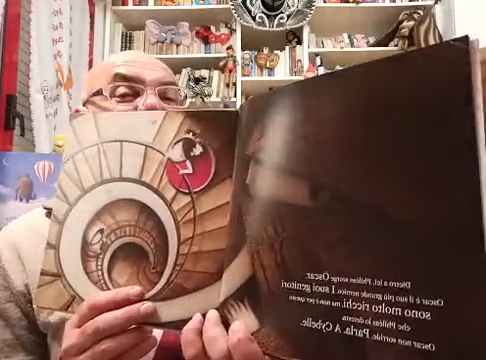 Dietro a lei, Philéas scorge Oscar.
Oscar è il suo più grande nemico. I suoi genitori
sono molto ricchi, ma non è per questo
che Philéas lo detesta.
Oscar non sorride. Parla. A Cybelle.